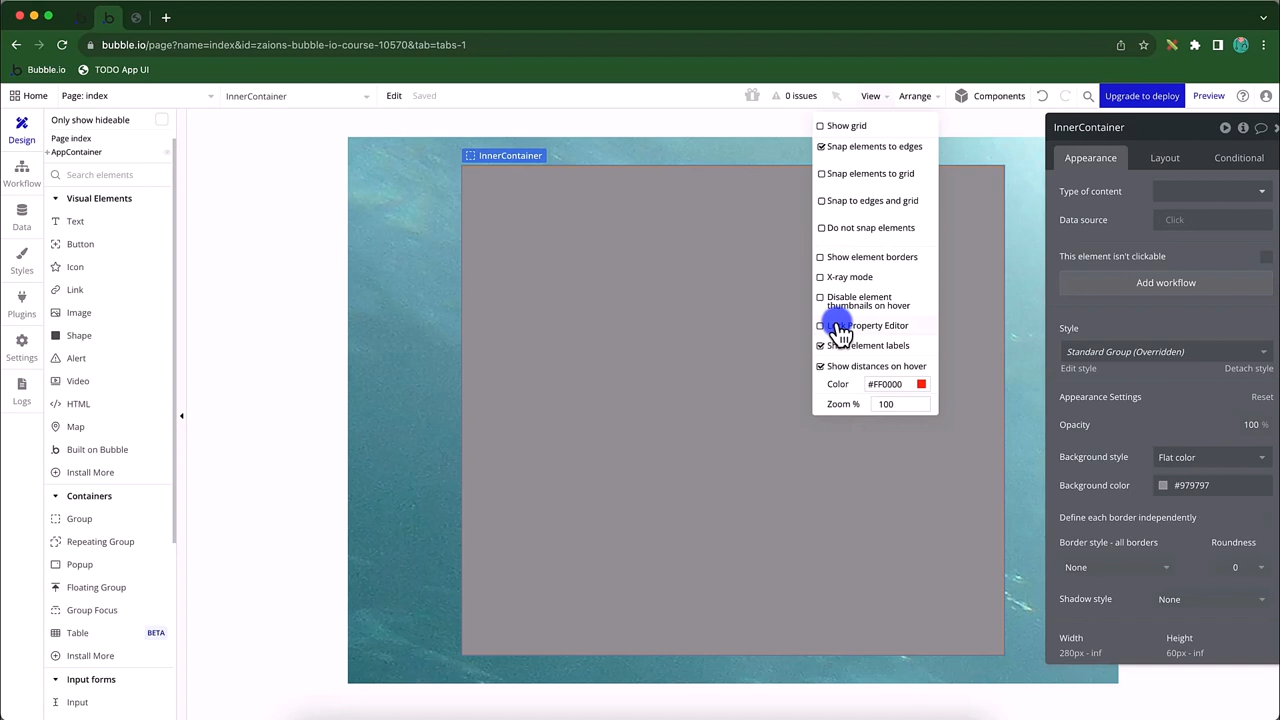 bubble.io/page?name=index&id=zaions-bubble-io-course-10570&tab=tabs-1
Bubble.io
TODO App UI
Home
Page: index
InnerContainer
Edit
Saved
0 issues
View
Arrange
Components
Upgrade to deploy
Preview
Design
Workflow
Data
Styles
Plugins
Settings
Logs
Only show hideable
Page index
AppContainer
Search elements
Visual Elements
Text
Button
Icon
Link
Image
Shape
Alert
Video
HTML
Map
Built on Bubble
Install More
Containers
Group
Repeating Group
Popup
Floating Group
Group Focus
Table
BETA
Install More
Input forms
Input
InnerContainer
Show grid
Snap elements to edges
Snap elements to grid
Snap to edges and grid
Do not snap elements
Show element borders
X-ray mode
Disable element
thumbnails on hover
Property Editor
element labels
Show distances on hover
Color
#FF0000
Zoom %
100
InnerContainer
Appearance
Layout
Conditional
Type of content
Data source
Click
This element isn't clickable
Add workflow
Style
Standard Group (Overridden)
Edit style
Detach style
Appearance Settings
Reset
Opacity
100 %
Background style
Flat color
Background color
#979797
Define each border independently
Border style - all borders
Roundness
None
0
Shadow style
None
Width
Height
280px - inf
60px - inf